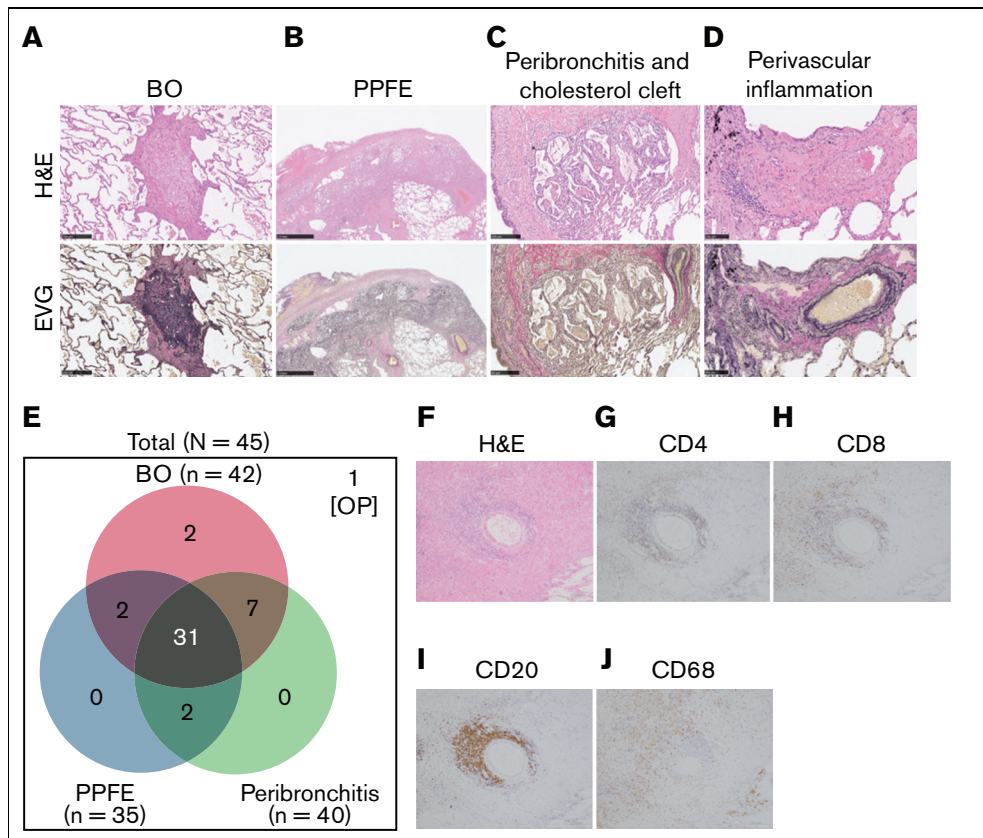 A
B
C
D
BO
PPFE
Peribronchitis and
cholesterol cleft
Perivascular
inflammation
H&E
EVG
E
Total (N = 45)
BO (n = 42)
1
[OP]
2
2
7
31
0
2
0
PPFE
(n = 35)
Peribronchitis
(n = 40)
F
G
H
H&E
CD4
CD8
I
J
CD20
CD68